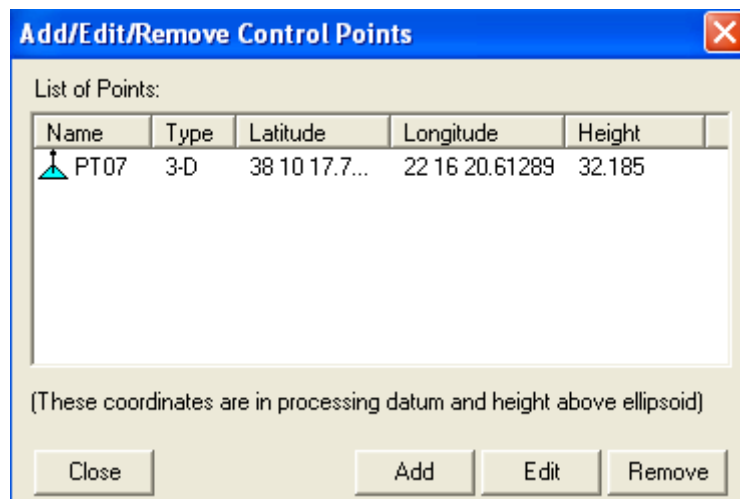 Add/Edit/Remove Control Points
List of Points:
Name Type Latitude Longitude Height
PT07 3-D 38 10 17.7... 22 16 20.61289 32.185
(These coordinates are in processing datum and height above ellipsoid)
Close Add Edit Remove